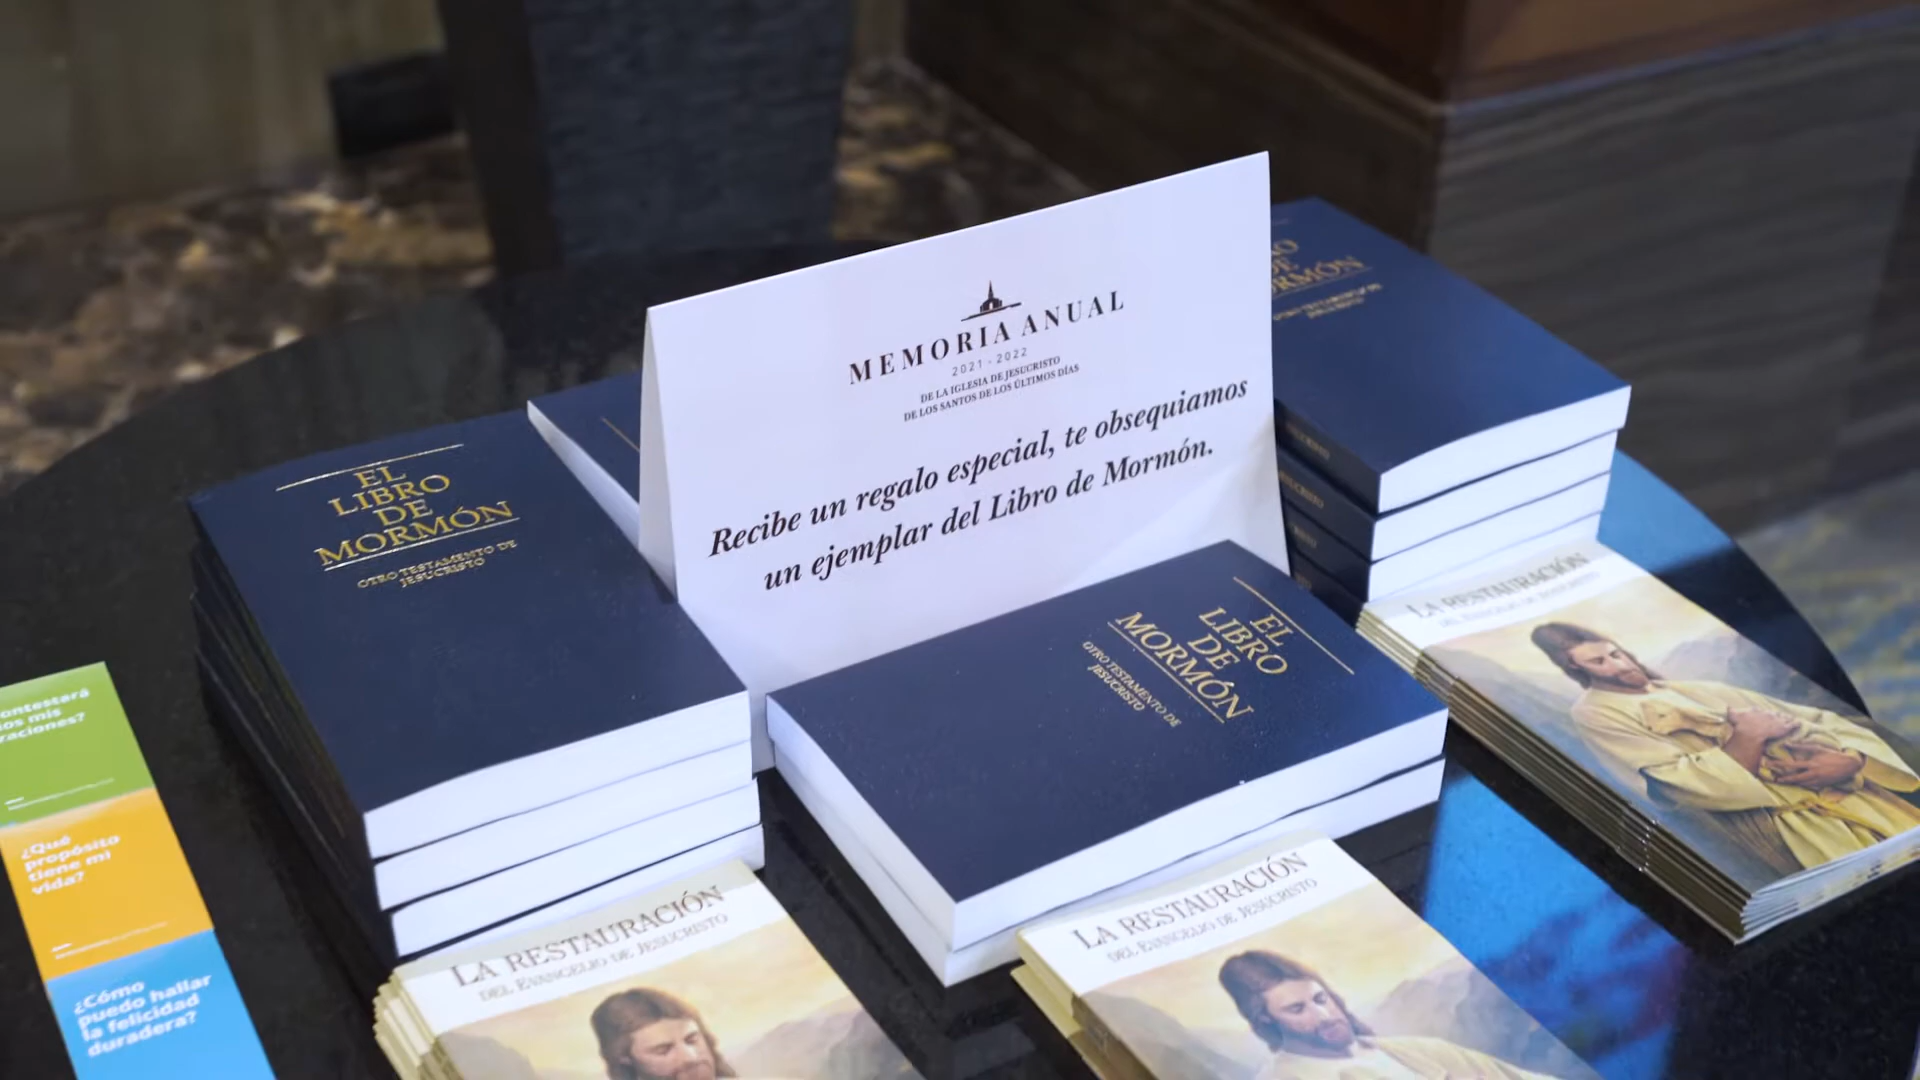 MEMORIA ANUAL
2021 - 2022
DE LA IGLESIA DE JESUCRISTO
DE LOS SANTOS DE LOS ÚLTIMOS DÍAS
Recibe un regalo especial, te obsequiamos
un ejemplar del Libro de Mormón.
EL
LIBRO
DE
MORMÓN
OTRO TESTAMENTO DE
JESUCRISTO
EL
LIBRO
DE
MORMÓN
OTRO TESTAMENTO DE
JESUCRISTO
DE
MORMÓN
LA RESTAURACIÓN
DEL EVANGELIO DE JESUCRISTO
LA RESTAURACIÓN
DEL EVANGELIO DE JESUCRISTO
LA RESTAURACIÓN
DEL EVANGELIO DE JESUCRISTO
mis
¿Qué
propósito
tiene mi
vida?
¿Cómo
puedo hallar
la felicidad
duradera?